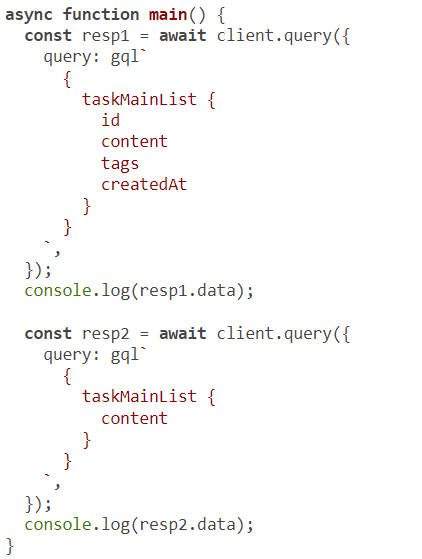 async function main() {
  const resp1 = await client.query({
    query: gql`
      {
        taskMainList {
          id
          content
          tags
          createdAt
        }
      }
    `,
  });
  console.log(resp1.data);

  const resp2 = await client.query({
    query: gql`
      {
        taskMainList {
          content
        }
      }
    `,
  });
  console.log(resp2.data);
}